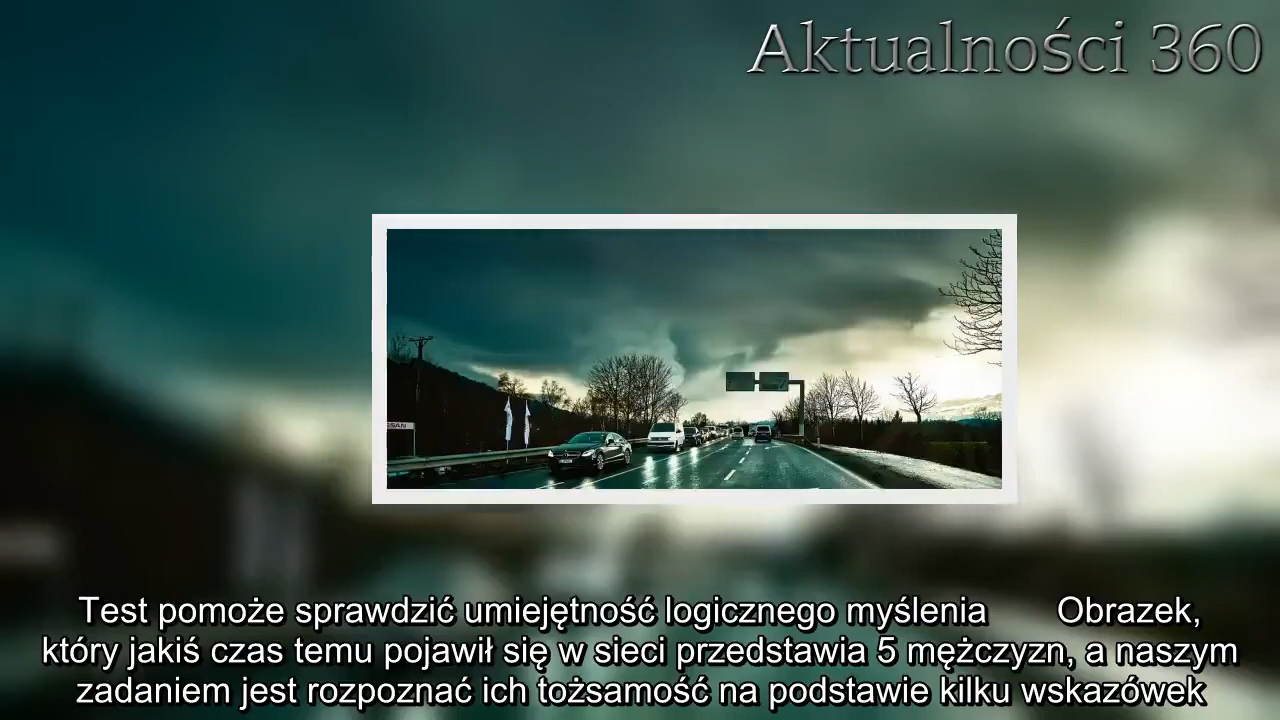 Aktualności 360
SSAN
Test pomoże sprawdzić umiejętność logicznego myślenia Obrazek,
który jakiś czas temu pojawił się w sieci przedstawia 5 mężczyzn, a naszym
zadaniem jest rozpoznać ich tożsamość na podstawie kilku wskazówek